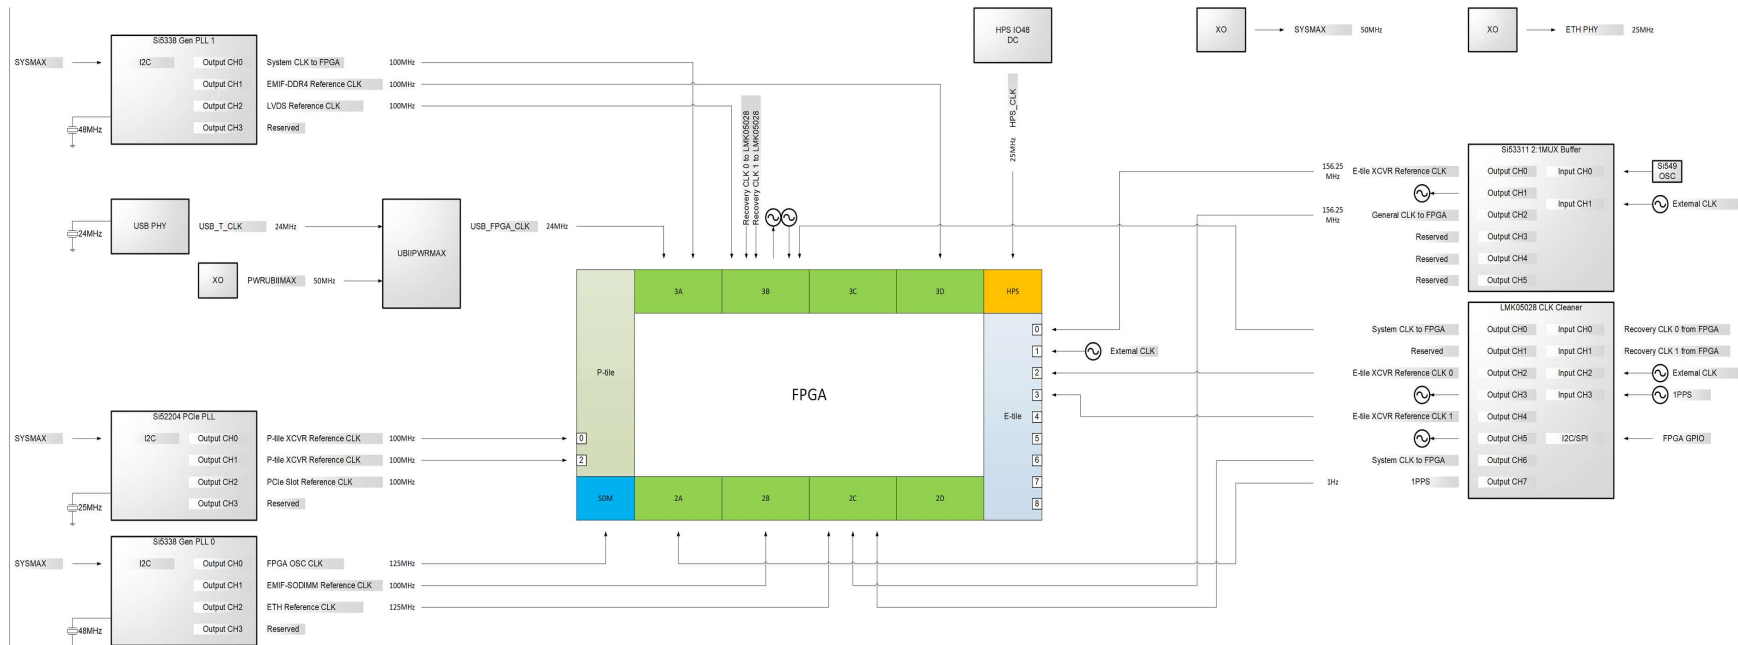 HPS IO48
DC
XO
SYSMAX
50MHz
XO
ETH PHY
25MHz
Si5338 Gen PLL 1
SYSMAX
I2C
Output CH0
System CLK to FPGA
100MHz
Output CH1
EMIF-DDR4 Reference CLK
100MHz
Output CH2
LVDS Reference CLK
100MHz
48MHz
Output CH3
Reserved
Recovery CLK 0 to LMK05028
Recovery CLK 1 to LMK05028
25MHz HPS_CLK
Si53311 2:1MUX Buffer
156.25
MHz
E-tile XCVR Reference CLK
Output CH0
Input CH0
Si549
OSC
Output CH1
Input CH1
External CLK
156.25
MHz
General CLK to FPGA
Output CH2
Reserved
Output CH3
Reserved
Output CH4
Reserved
Output CH5
24MHz
USB PHY
USB_T_CLK
24MHz
UBIIPWRMAX
USB_FPGA_CLK
24MHz
XO
PWRUBIIMAX
50MHz
3A
3B
3C
3D
HPS
P-tile
FPGA
E-tile
0
1
External CLK
2
3
4
5
6
7
8
0
2
SDM
2A
2B
2C
2D
LMK05028 CLK Cleaner
System CLK to FPGA
Output CH0
Input CH0
Recovery CLK 0 from FPGA
Reserved
Output CH1
Input CH1
Recovery CLK 1 from FPGA
E-tile XCVR Reference CLK 0
Output CH2
Input CH2
External CLK
Output CH3
Input CH3
1PPS
E-tile XCVR Reference CLK 1
Output CH4
Output CH5
I2C/SPI
FPGA GPIO
System CLK to FPGA
Output CH6
1Hz
1PPS
Output CH7
Si52204 PCIe PLL
SYSMAX
I2C
Output CH0
P-tile XCVR Reference CLK
100MHz
Output CH1
P-tile XCVR Reference CLK
100MHz
Output CH2
PCIe Slot Reference CLK
100MHz
25MHz
Output CH3
Reserved
Si5338 Gen PLL 0
SYSMAX
I2C
Output CH0
FPGA OSC CLK
125MHz
Output CH1
EMIF-SODIMM Reference CLK
100MHz
Output CH2
ETH Reference CLK
125MHz
48MHz
Output CH3
Reserved